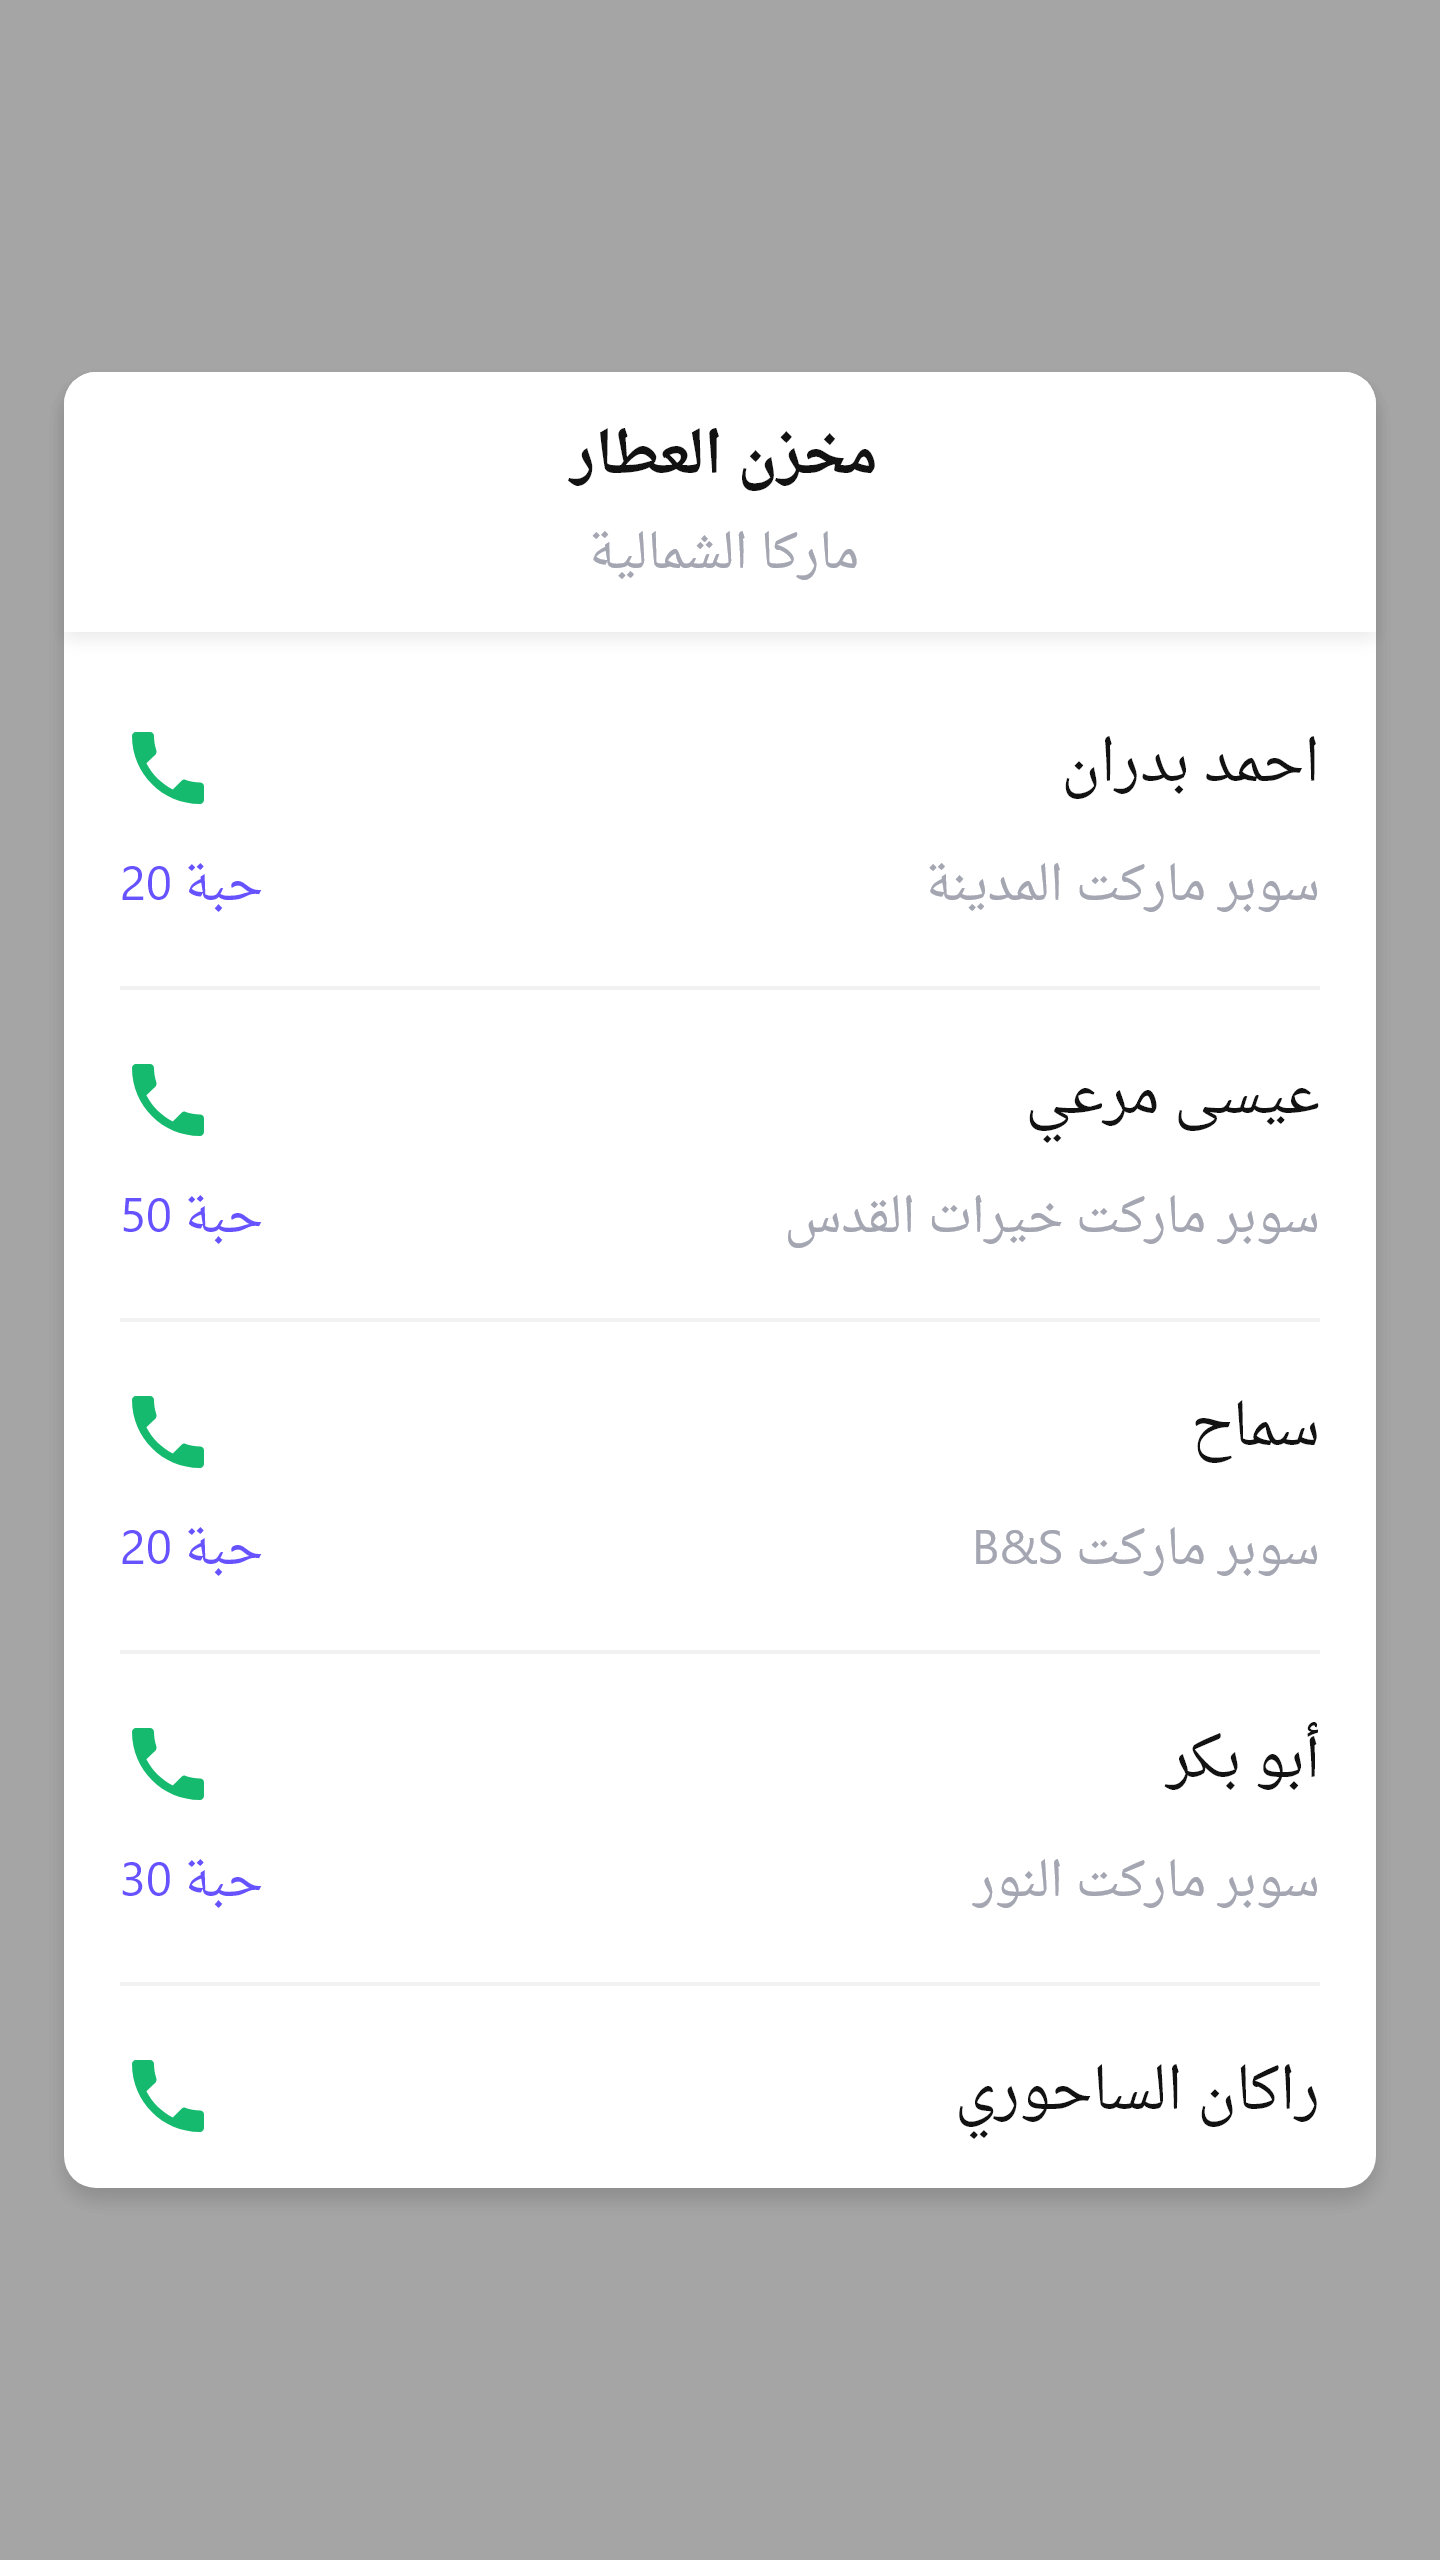 مخزن العطار
ماركا الشمالية
احمد بدران
سوبر ماركت المدينة
20 حبة
عيسى مرعي
سوبر ماركت خيرات القدس
50 حبة
سماح
سوبر ماركت B&S
20 حبة
أبو بكر
سوبر ماركت النور
30 حبة
راكان الساحوري